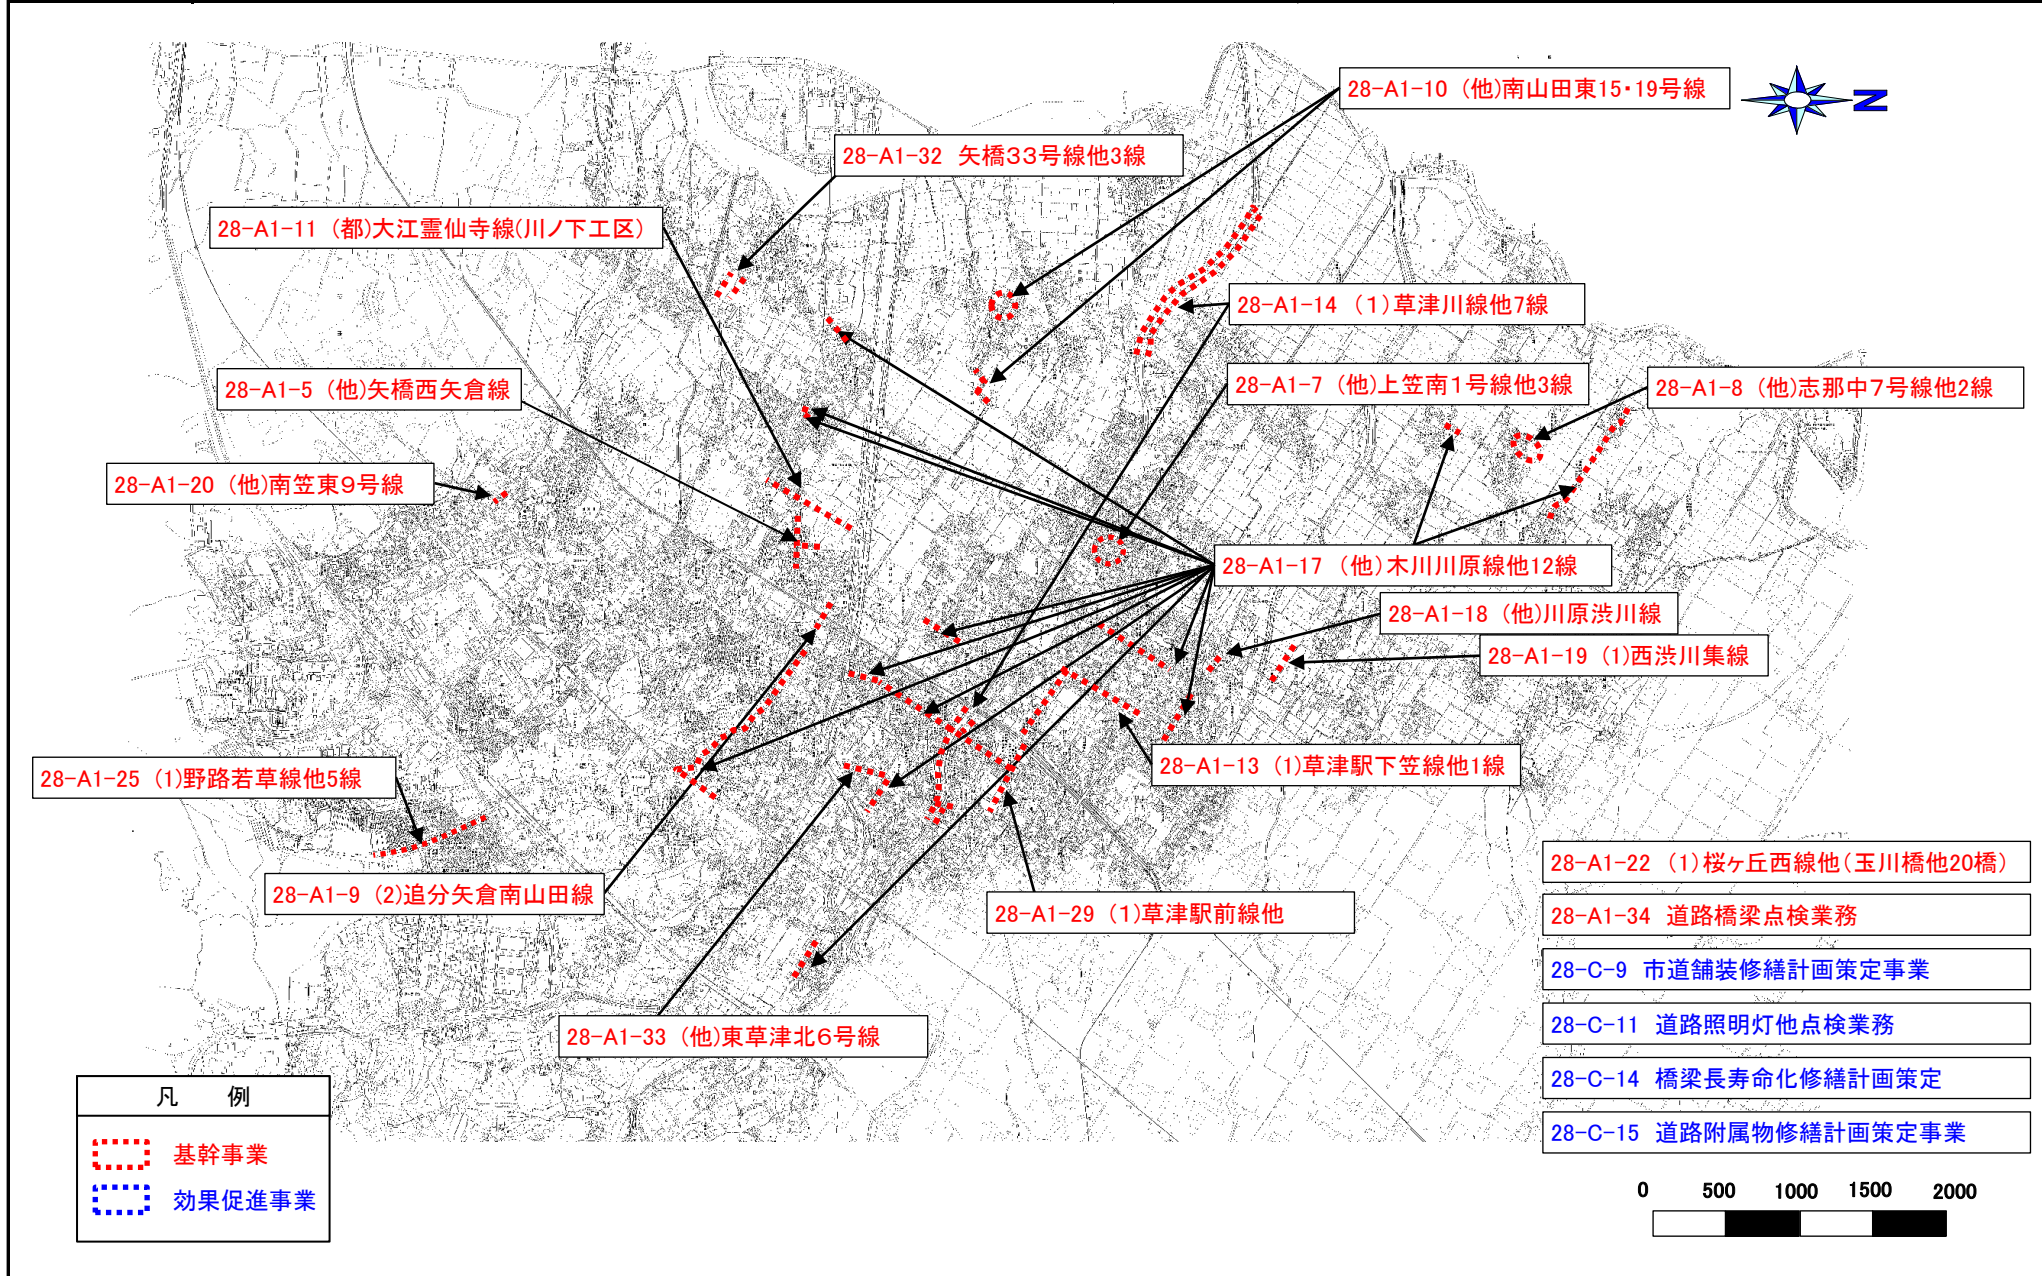 28-A1-10 (他)南山田東15・19号線
N
28-A1-32 矢橋33号線他3線
28-A1-11 (都)大江霊仙寺線(川ノ下工区)
28-A1-14 (1)草津川線他7線
28-A1-5 (他)矢橋西矢倉線
28-A1-7 (他)上笠南1号線他3線
28-A1-8 (他)志那中7号線他2線
28-A1-20 (他)南笠東9号線
28-A1-17 (他)木川川原線他12線
28-A1-18 (他)川原渋川線
28-A1-19 (1)西渋川集線
28-A1-13 (1)草津駅下笠線他1線
28-A1-25 (1)野路若草線他5線
28-A1-9 (2)追分矢倉南山田線
28-A1-29 (1)草津駅前線他
28-A1-33 (他)東草津北6号線
28-A1-22 (1)桜ヶ丘西線他(玉川橋他20橋)
28-A1-34 道路橋梁点検業務
28-C-9 市道舗装修繕計画策定事業
28-C-11 道路照明灯他点検業務
28-C-14 橋梁長寿命化修繕計画策定
28-C-15 道路附属物修繕計画策定事業
凡 例
基幹事業
効果促進事業
0 500 1000 1500 2000